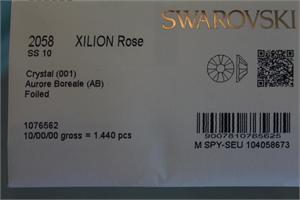 SWAROVSKI
2058 XILION Rose
SS 10
Crystal (001)
Aurore Boreale (AB)
Foiled
1076562
10/00/00 gross = 1.440 pcs
9007810765625
M SPY-SEU 104058673